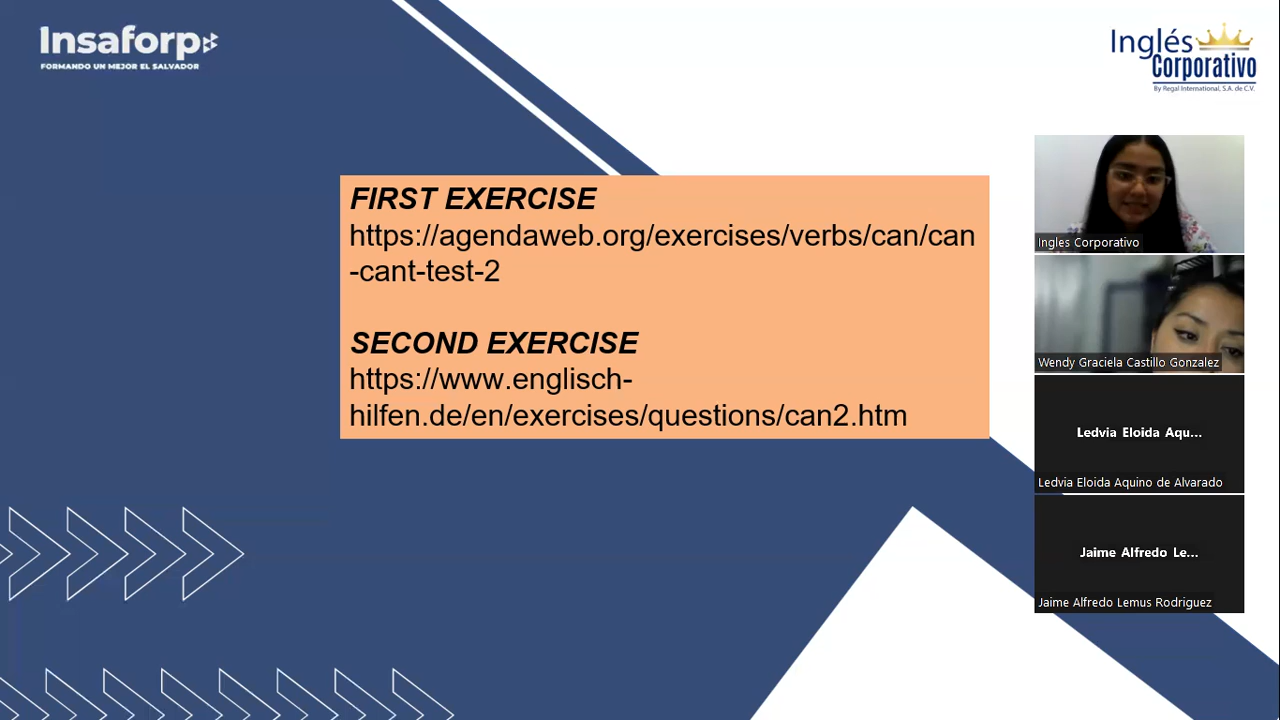 Insaforp
FORMANDO UN MEJOR EL SALVADOR
Inglés
Corporativo
By Regal International, S.A. de C.V.
FIRST EXERCISE
https://agendaweb.org/exercises/verbs/can/can
-cant-test-2
SECOND EXERCISE
https://www.englisch-
hilfen.de/en/exercises/questions/can2.htm
Ingles Corporativo
Wendy Graciela Castillo Gonzalez
Ledvia Eloida Aqu...
Ledvia Eloida Aquino de Alvarado
Jaime Alfredo Le...
Jaime Alfredo Lemus Rodriguez